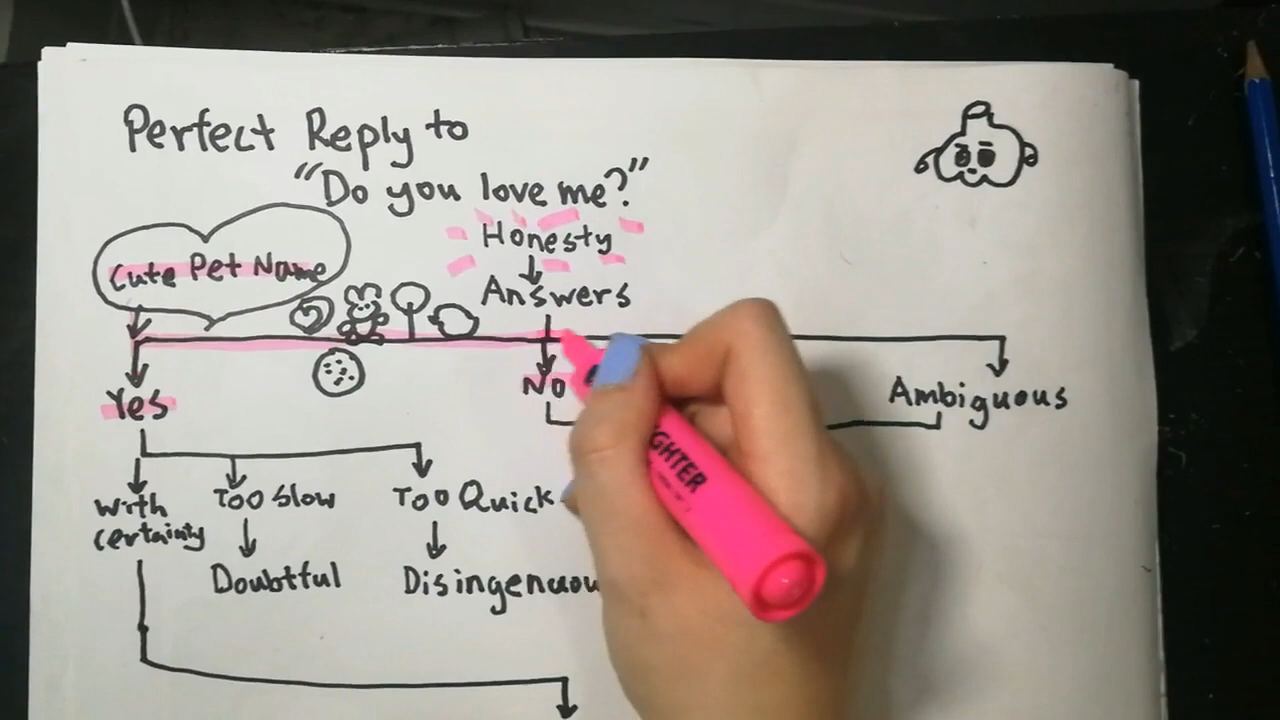 Perfect Reply to
"Do you love me?"
Cute Pet Name
Honesty
Answers
Yes
No
Ambiguous
With
certainty
Too Slow
Too Quick
Doubtful
Disingenuou
GHTER